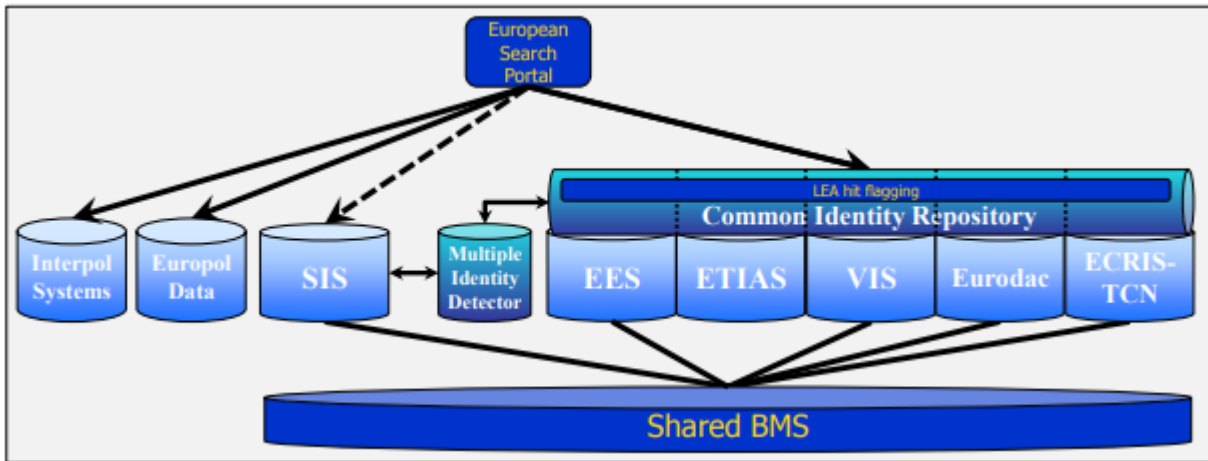 European
Search
Portal
LEA hit flagging
Common Identity Repository
Interpol
Systems
Europol
Data
SIS
Multiple
Identity
Detector
EES
ETIAS
VIS
Eurodac
ECRIS-
TCN
Shared BMS